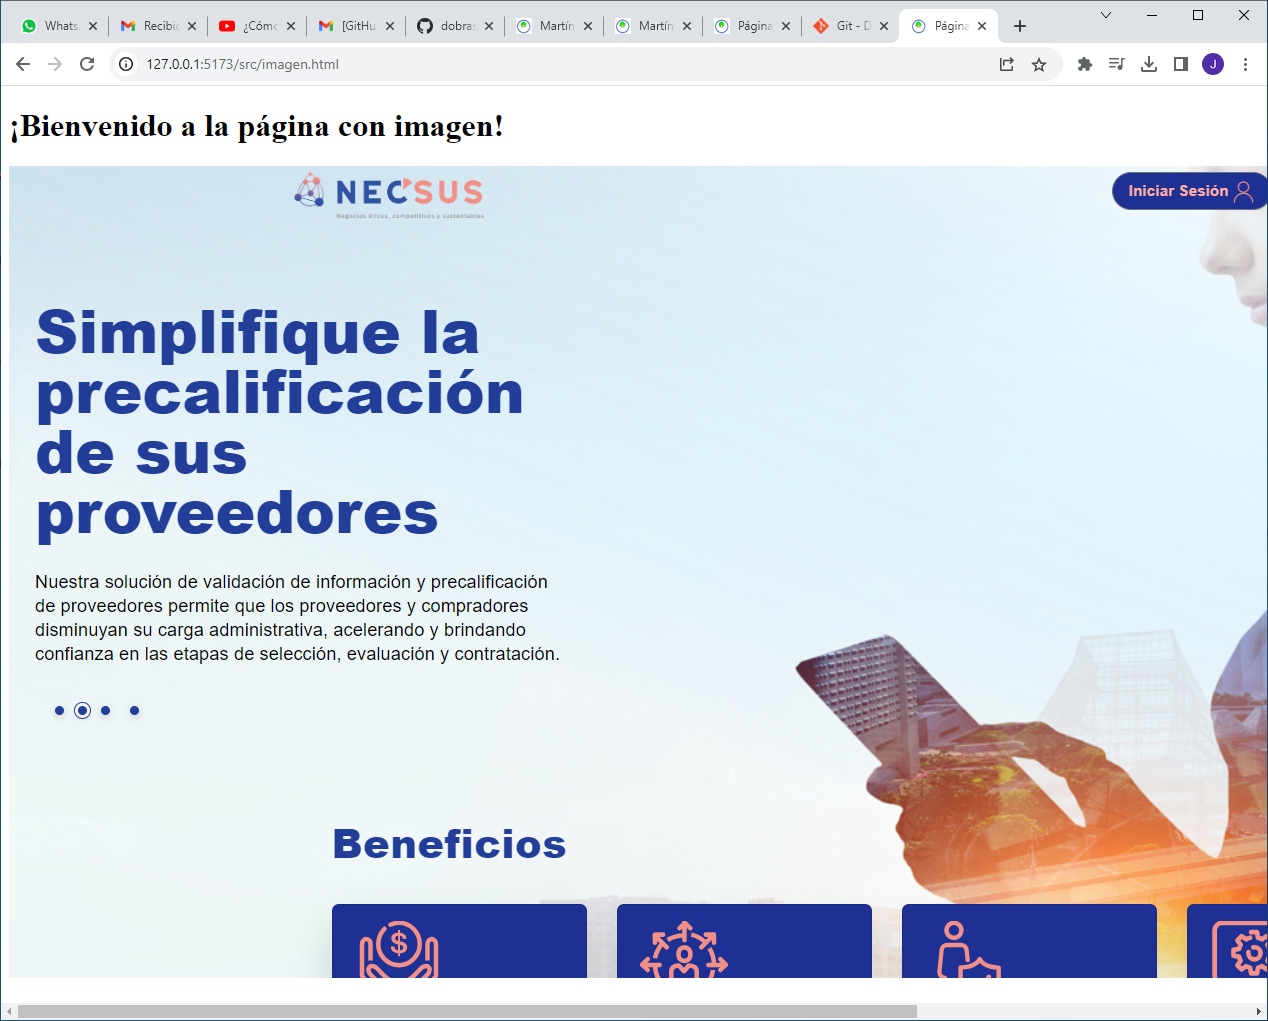 Whats
Recibi
¿Cómo
[GitHu
dobras
Martín
Martín
Página
Git - D
Página
127.0.0.1:5173/src/imagen.html
J
¡Bienvenido a la página con imagen!
NEC'SUS
Negocios éticos, competitivos y sustentables
Iniciar Sesión
Simplifique la
precalificación
de sus
proveedores
Nuestra solución de validación de información y precalificación
de proveedores permite que los proveedores y compradores
disminuyan su carga administrativa, acelerando y brindando
confianza en las etapas de selección, evaluación y contratación.
Beneficios
$